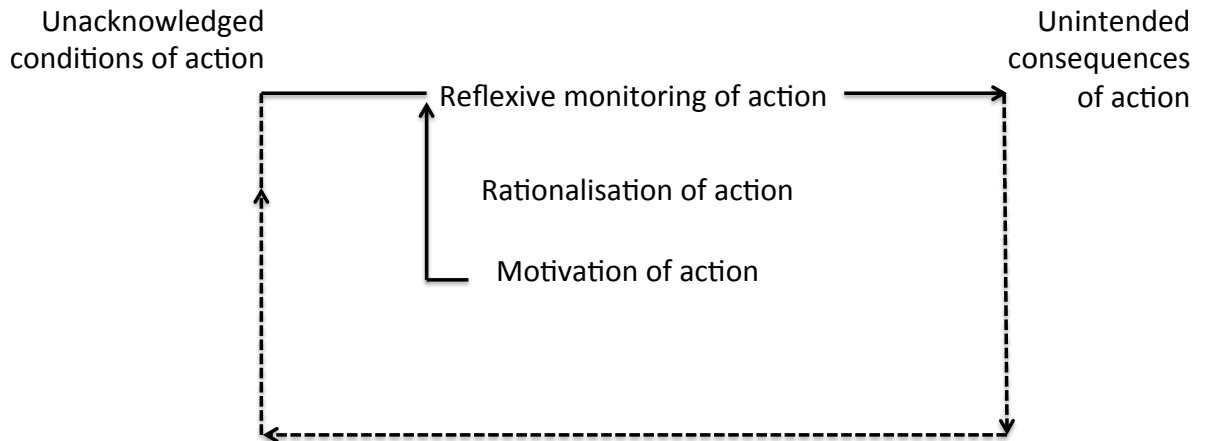 Unacknowledged
conditions of action
Unintended
consequences
of action
Reflexive monitoring of action
Rationalisation of action
Motivation of action